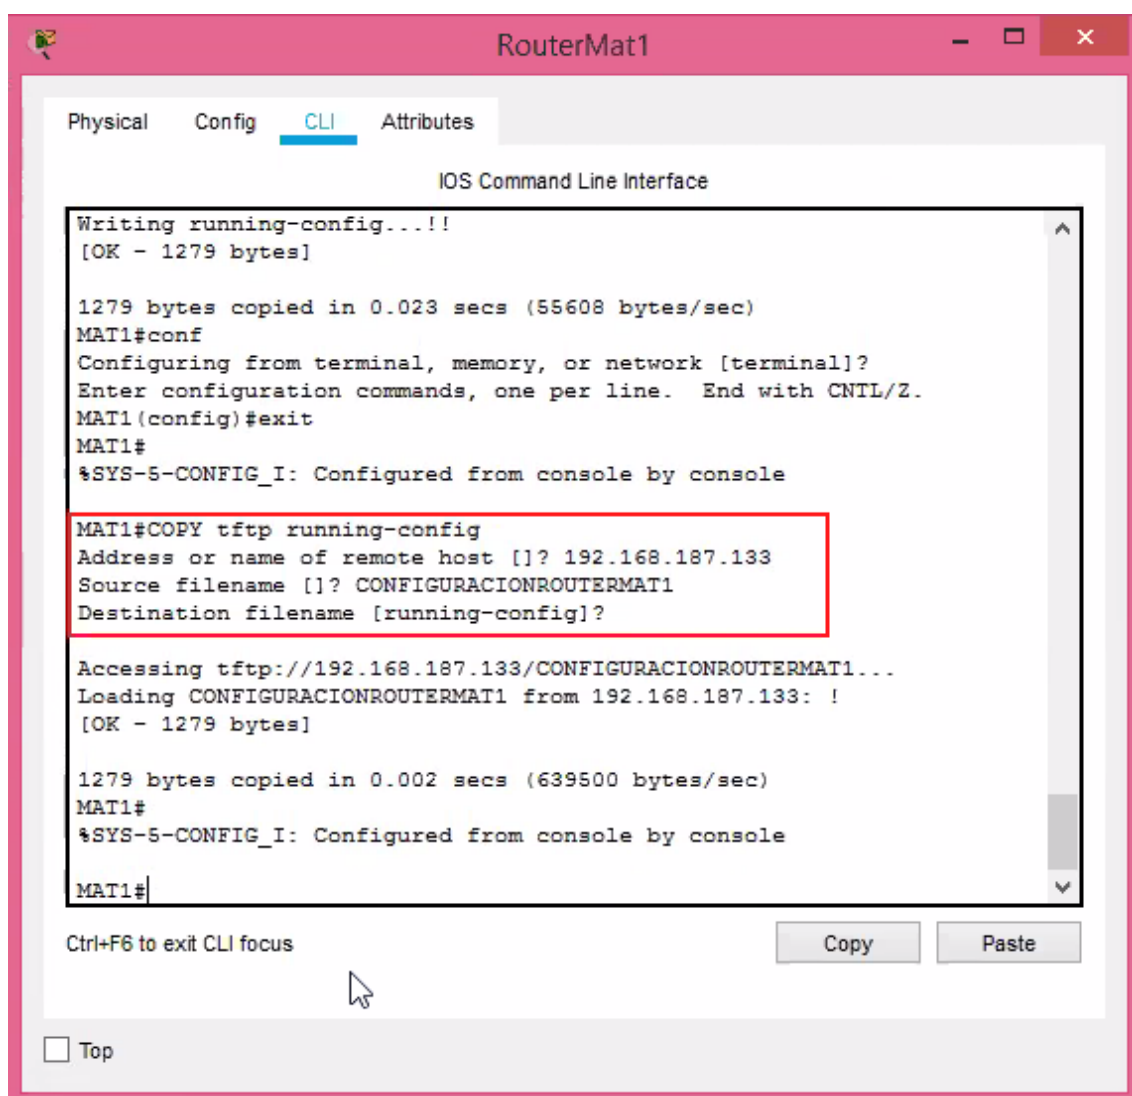 RouterMat1
Physical Config CLI Attributes
IOS Command Line Interface
Writing running-config...!!
[OK - 1279 bytes]
1279 bytes copied in 0.023 secs (55608 bytes/sec)
MAT1#conf
Configuring from terminal, memory, or network [terminal]?
Enter configuration commands, one per line.  End with CNTL/Z.
MAT1(config)#exit
MAT1#
%SYS-5-CONFIG_I: Configured from console by console
MAT1#COPY tftp running-config
Address or name of remote host []? 192.168.187.133
Source filename []? CONFIGURACIONROUTERMAT1
Destination filename [running-config]?
Accessing tftp://192.168.187.133/CONFIGURACIONROUTERMAT1...
Loading CONFIGURACIONROUTERMAT1 from 192.168.187.133: !
[OK - 1279 bytes]
1279 bytes copied in 0.002 secs (639500 bytes/sec)
MAT1#
%SYS-5-CONFIG_I: Configured from console by console
MAT1#
Ctrl+F6 to exit CLI focus
Copy Paste
Top